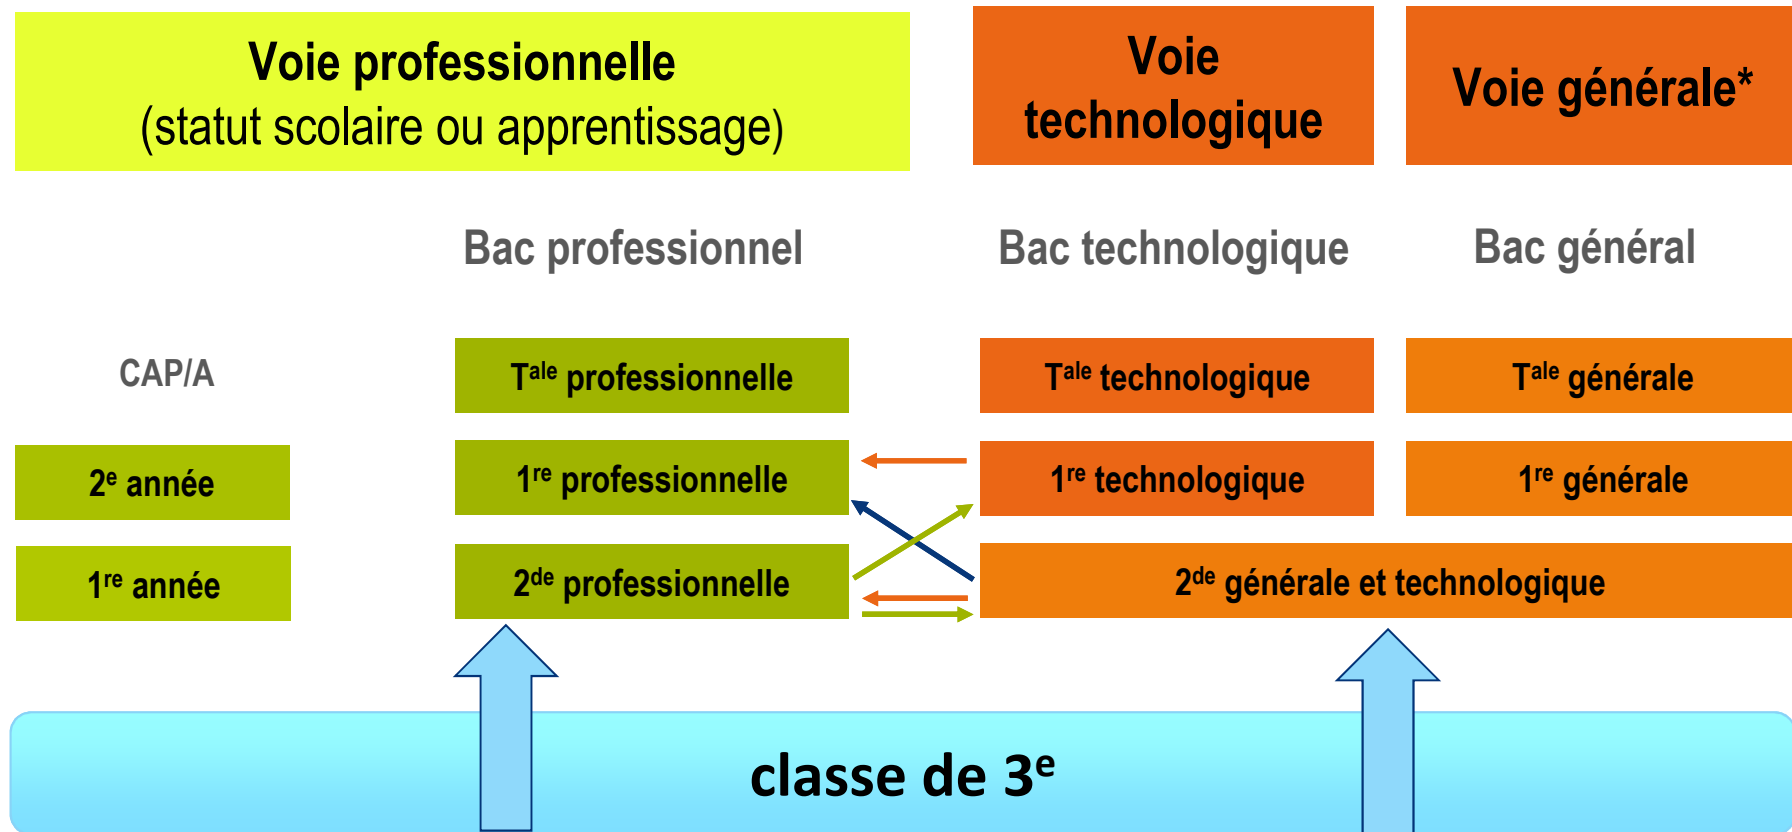 Voie professionnelle
(statut scolaire ou apprentissage)
Voie
technologique
Voie générale*
Bac professionnel
Bac technologique
Bac général
CAP/A
Tale professionnelle
Tale technologique
Tale générale
2e année
1re professionnelle
1re technologique
1re générale
1re année
2de professionnelle
2de générale et technologique
classe de 3e